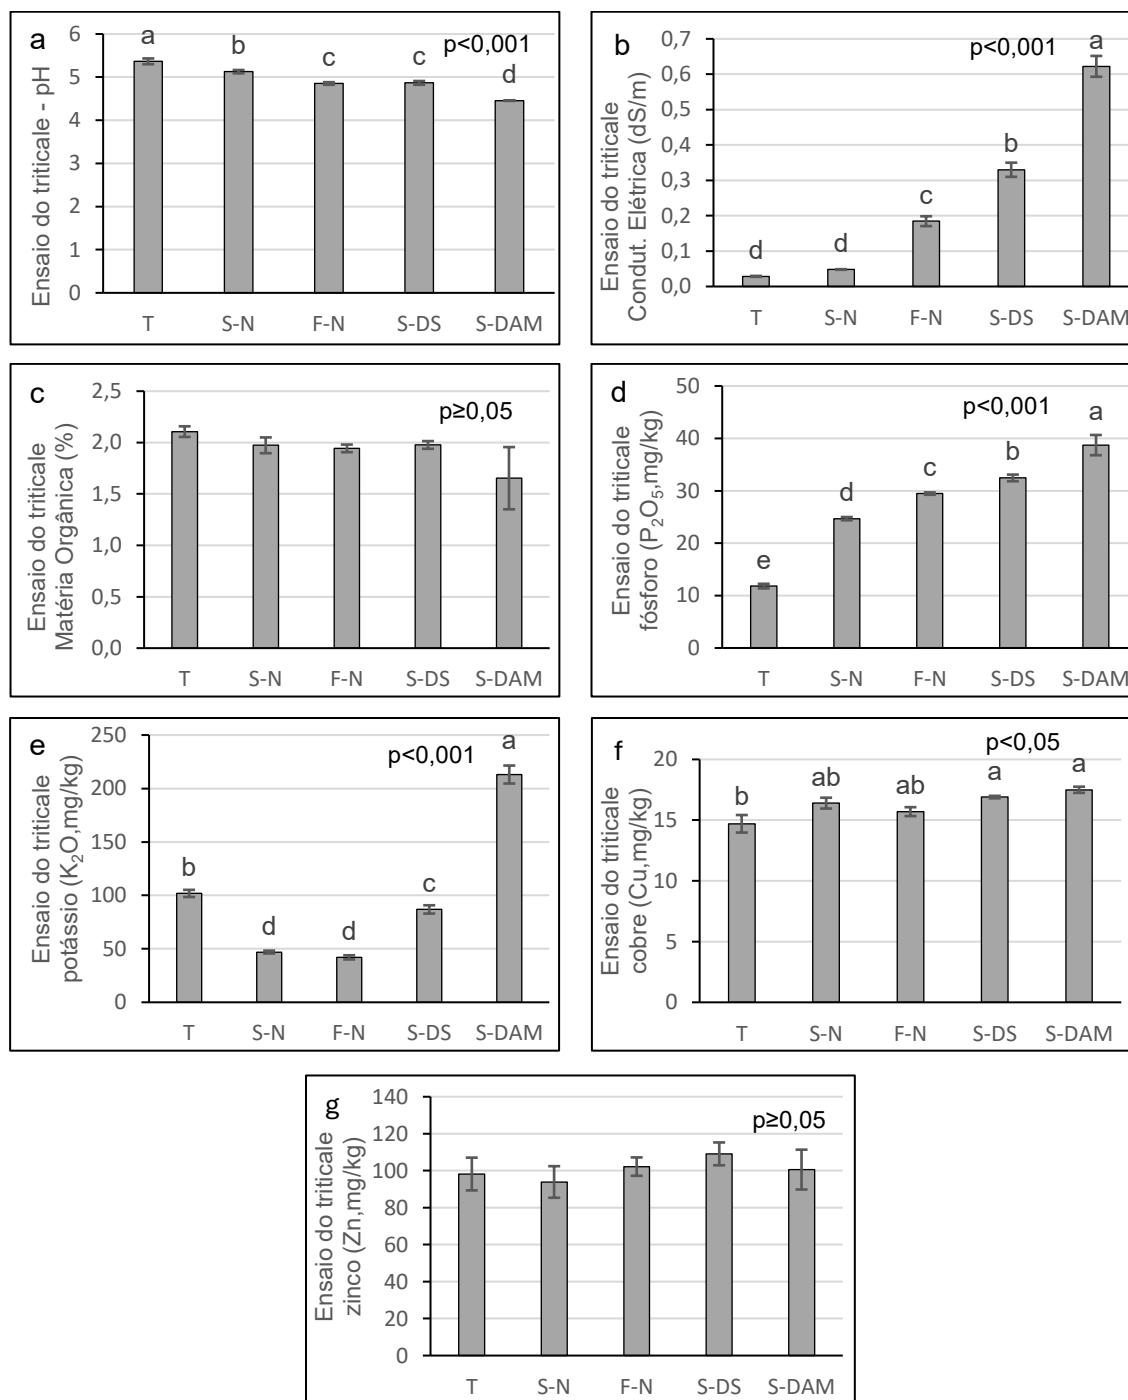 a
p<0,001
Ensaio do triticale - pH
6
5
4
3
2
1
0
a
b
c
c
d
T S-N F-N S-DS S-DAM
b
p<0,001
Ensaio do triticale
Condut. Elétrica (dS/m)
0,7
0,6
0,5
0,4
0,3
0,2
0,1
0,0
d
d
c
b
a
T S-N F-N S-DS S-DAM
c
p≥0,05
Ensaio do triticale
Matéria Orgânica (%)
2,5
2,0
1,5
1,0
0,5
0,0
T S-N F-N S-DS S-DAM
d
p<0,001
Ensaio do triticale
fósforo (P₂O₅,mg/kg)
50
40
30
20
10
0
e
d
c
b
a
T S-N F-N S-DS S-DAM
e
p<0,001
Ensaio do triticale
potássio (K₂O,mg/kg)
250
200
150
100
50
0
b
d
d
c
a
T S-N F-N S-DS S-DAM
f
p<0,05
Ensaio do triticale
cobre (Cu,mg/kg)
20
15
10
5
0
b
ab
ab
a
a
T S-N F-N S-DS S-DAM
g
p≥0,05
Ensaio do triticale
zinco (Zn,mg/kg)
140
120
100
80
60
40
20
0
T S-N F-N S-DS S-DAM